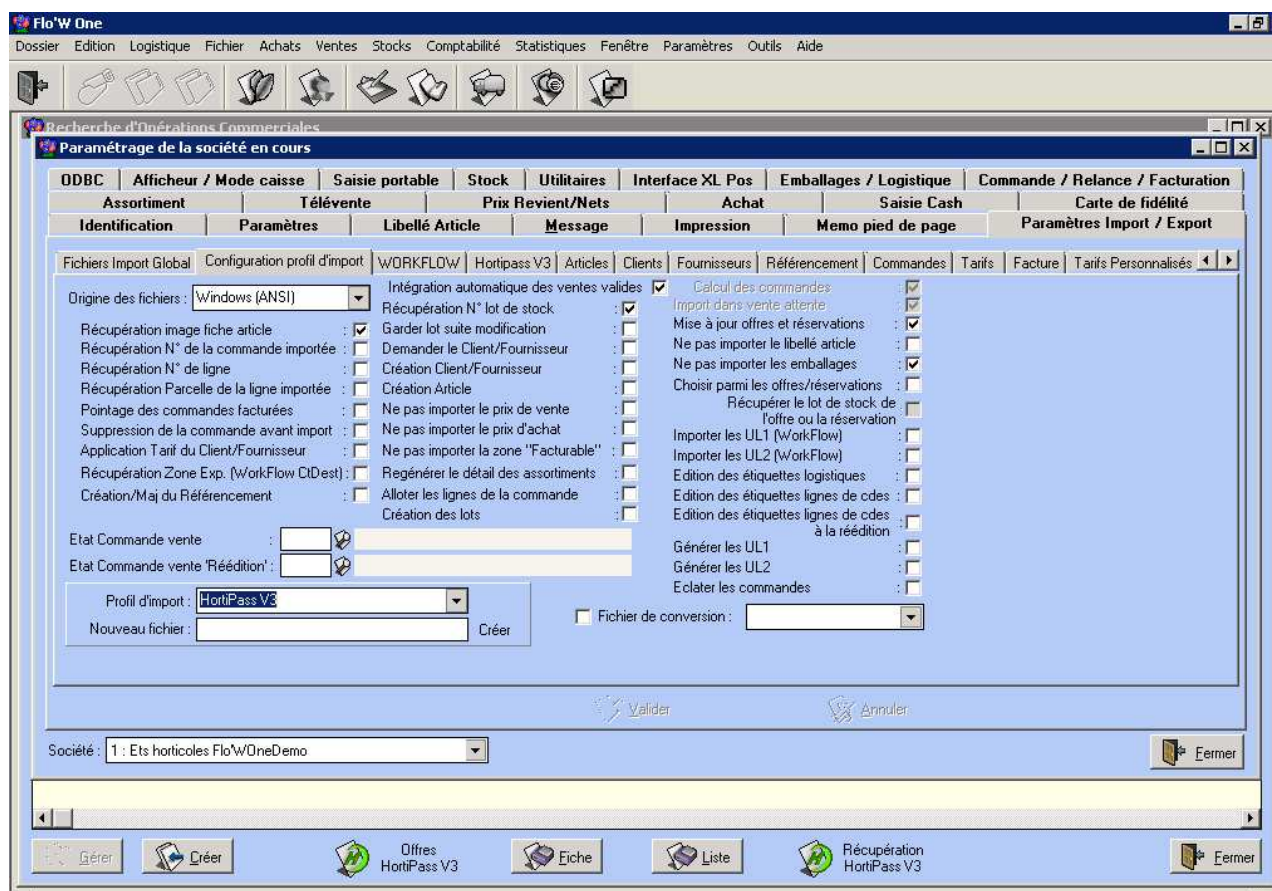 Flo'W One
Dossier Edition Logistique Fichier Achats Ventes Stocks Comptabilité Statistiques Fenêtre Paramètres Outils Aide
Recherche d'Opérations Commerciales
Paramétrage de la société en cours
ODBC Afficheur / Mode caisse Saisie portable Stock Utilitaires Interface XL Pos Emballages / Logistique Commande / Relance / Facturation
Assortiment Télévente Prix Revient/Nets Achat Saisie Cash Carte de fidélité
Identification Paramètres Libellé Article Message Impression Memo pied de page Paramètres Import / Export
Fichiers Import Global Configuration profil d'import WORKFLOW Hortipass V3 Articles Clients Fournisseurs Référencement Commandes Tarifs Facture Tarifs Personnalisés
Origine des fichiers : Windows (ANSI)
Récupération image fiche article :
Récupération N° de la commande importée :
Récupération N° de ligne :
Récupération Parcelle de la ligne importée :
Pointage des commandes facturées :
Suppression de la commande avant import :
Application Tarif du Client/Fournisseur :
Récupération Zone Exp. (WorkFlow CtDest) :
Création/Maj du Référencement :
Intégration automatique des ventes valides
Récupération N° lot de stock :
Garder lot suite modification :
Demander le Client/Fournisseur :
Création Client/Fournisseur :
Création Article :
Ne pas importer le prix de vente :
Ne pas importer le prix d'achat :
Ne pas importer la zone "Facturable" :
Regénérer le détail des assortiments :
Alloter les lignes de la commande :
Création des lots :
Calcul des commandes :
Import dans vente attente :
Mise à jour offres et réservations :
Ne pas importer le libellé article :
Ne pas importer les emballages :
Choisir parmi les offres/réservations :
Récupérer le lot de stock de
l'offre ou la réservation
Importer les UL1 (WorkFlow) :
Importer les UL2 (WorkFlow) :
Edition des étiquettes logistiques :
Edition des étiquettes lignes de cdes :
Edition des étiquettes lignes de cdes
à la réédition :
Générer les UL1 :
Générer les UL2 :
Eclater les commandes :
Etat Commande vente :
Etat Commande vente 'Réédition' :
Profil d'import : HortiPass V3
Nouveau fichier : Créer
Fichier de conversion :
Valider Annuler
Société : 1 : Ets horticoles Flo'WOneDemo
Fermer
Gérer Créer Offres HortiPass V3 Fiche Liste Récupération HortiPass V3 Fermer